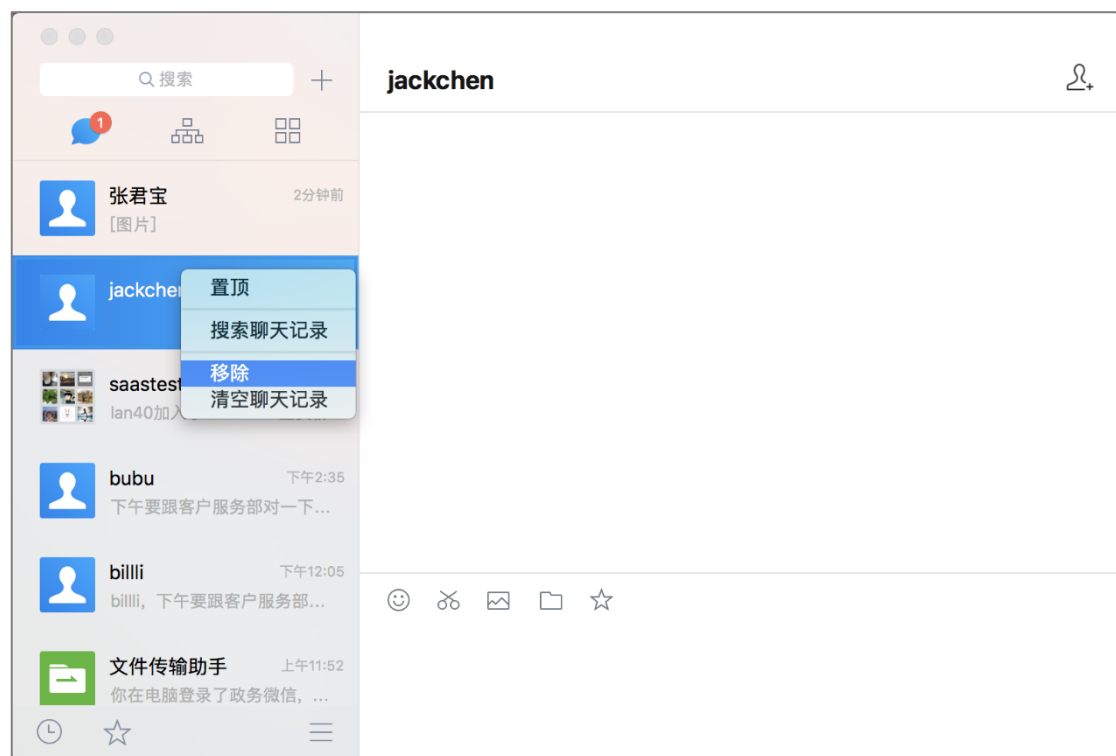 搜索
jackchen
1
张君宝
2分钟前
[图片]
jackchen
置顶
搜索聊天记录
移除
清空聊天记录
saastest
lan40加入
bubu
下午2:35
下午要跟客户服务部对一下...
billli
下午12:05
billli，下午要跟客户服务部...
文件传输助手
上午11:52
你在电脑登录了政务微信，...